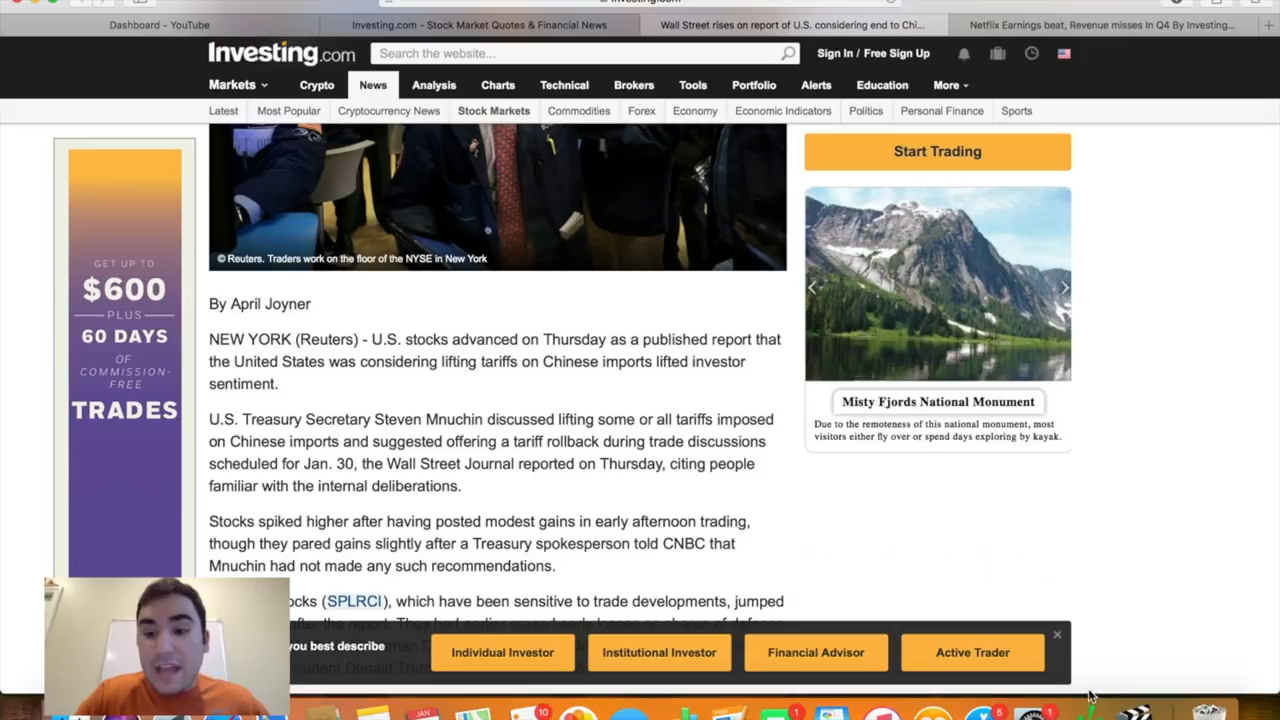 Dashboard - YouTube
Investing.com - Stock Market Quotes & Financial News
Wall Street rises on report of U.S. considering end to Chi...
Netflix Earnings beat, Revenue misses In Q4 By Investing...
Investing.com
Search the website...
Sign In / Free Sign Up
Markets
Crypto
News
Analysis
Charts
Technical
Brokers
Tools
Portfolio
Alerts
Education
More
Latest
Most Popular
Cryptocurrency News
Stock Markets
Commodities
Forex
Economy
Economic Indicators
Politics
Personal Finance
Sports
GET UP TO
$600
PLUS
60 DAYS
OF
COMMISSION-
FREE
TRADES
© Reuters. Traders work on the floor of the NYSE in New York
By April Joyner
NEW YORK (Reuters) - U.S. stocks advanced on Thursday as a published report that
the United States was considering lifting tariffs on Chinese imports lifted investor
sentiment.
U.S. Treasury Secretary Steven Mnuchin discussed lifting some or all tariffs imposed
on Chinese imports and suggested offering a tariff rollback during trade discussions
scheduled for Jan. 30, the Wall Street Journal reported on Thursday, citing people
familiar with the internal deliberations.
Stocks spiked higher after having posted modest gains in early afternoon trading,
though they pared gains slightly after a Treasury spokesperson told CNBC that
Mnuchin had not made any such recommendations.
(SPLRCI), which have been sensitive to trade developments, jumped
Start Trading
Misty Fjords National Monument
Due to the remoteness of this national monument, most
visitors either fly over or spend days exploring by kayak.
you best describe
Individual Investor
Institutional Investor
Financial Advisor
Active Trader
JAN
10
1
5
1